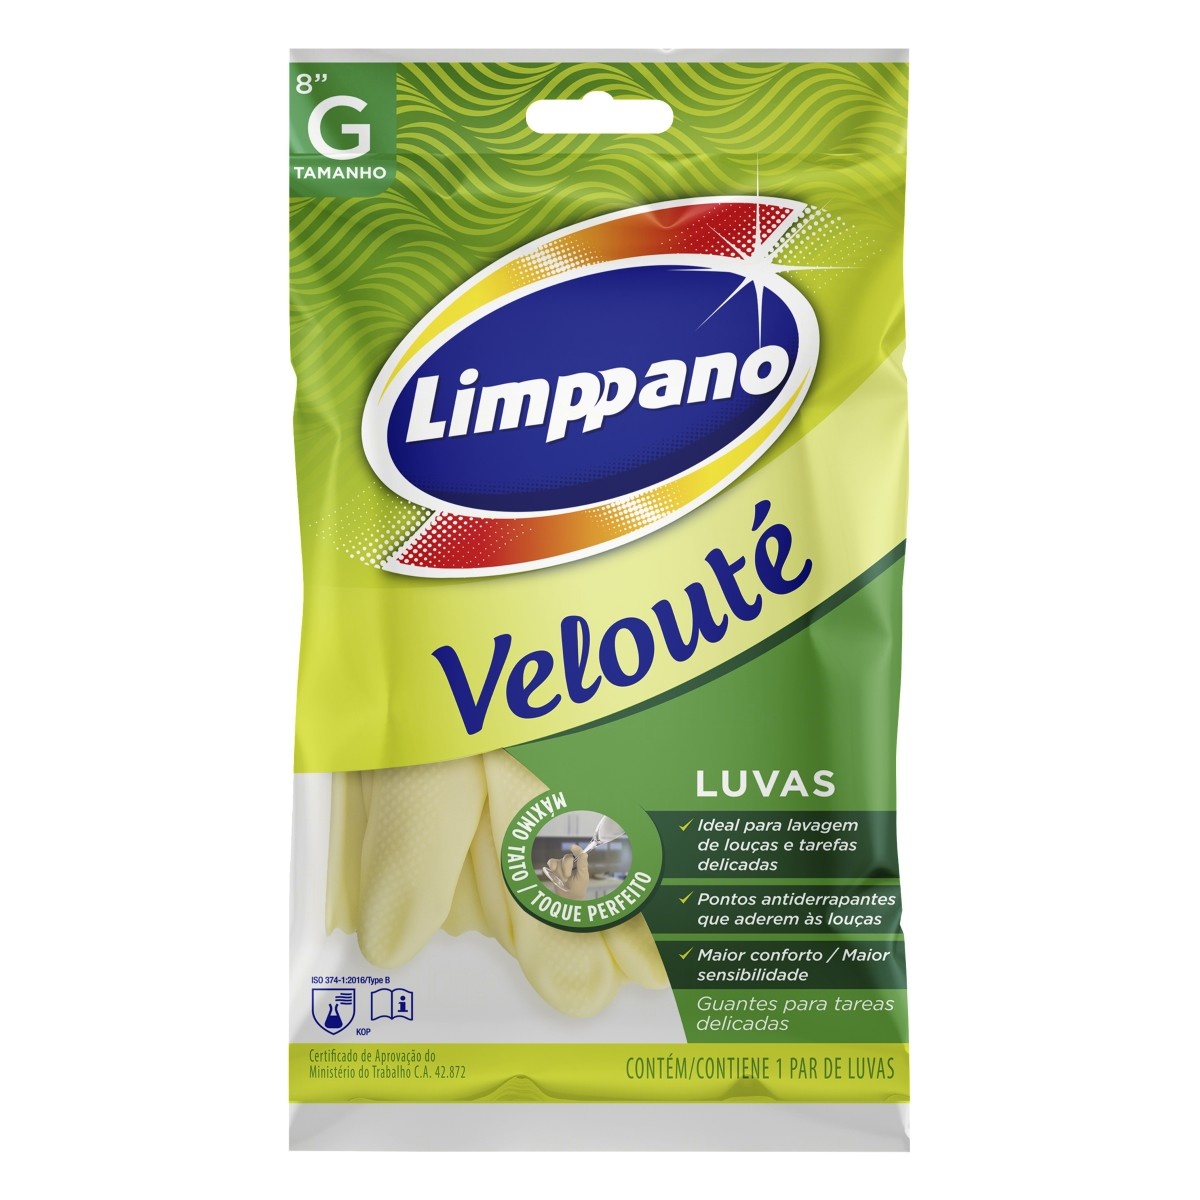 8”
G
TAMANHO
Limppano
Velouté
LUVAS
Ideal para lavagem
de louças e tarefas
delicadas
Pontos antiderrapantes
que aderem às louças
Maior conforto / Maior
sensibilidade
Guantes para tareas
delicadas
MÁXIMO TATO / TOQUE PERFEITO
ISO 374-1:2016/Type B
i
KOP
Certificado de Aprovação do
Ministério do Trabalho C.A. 42.872
CONTÉM/CONTIENE 1 PAR DE LUVAS